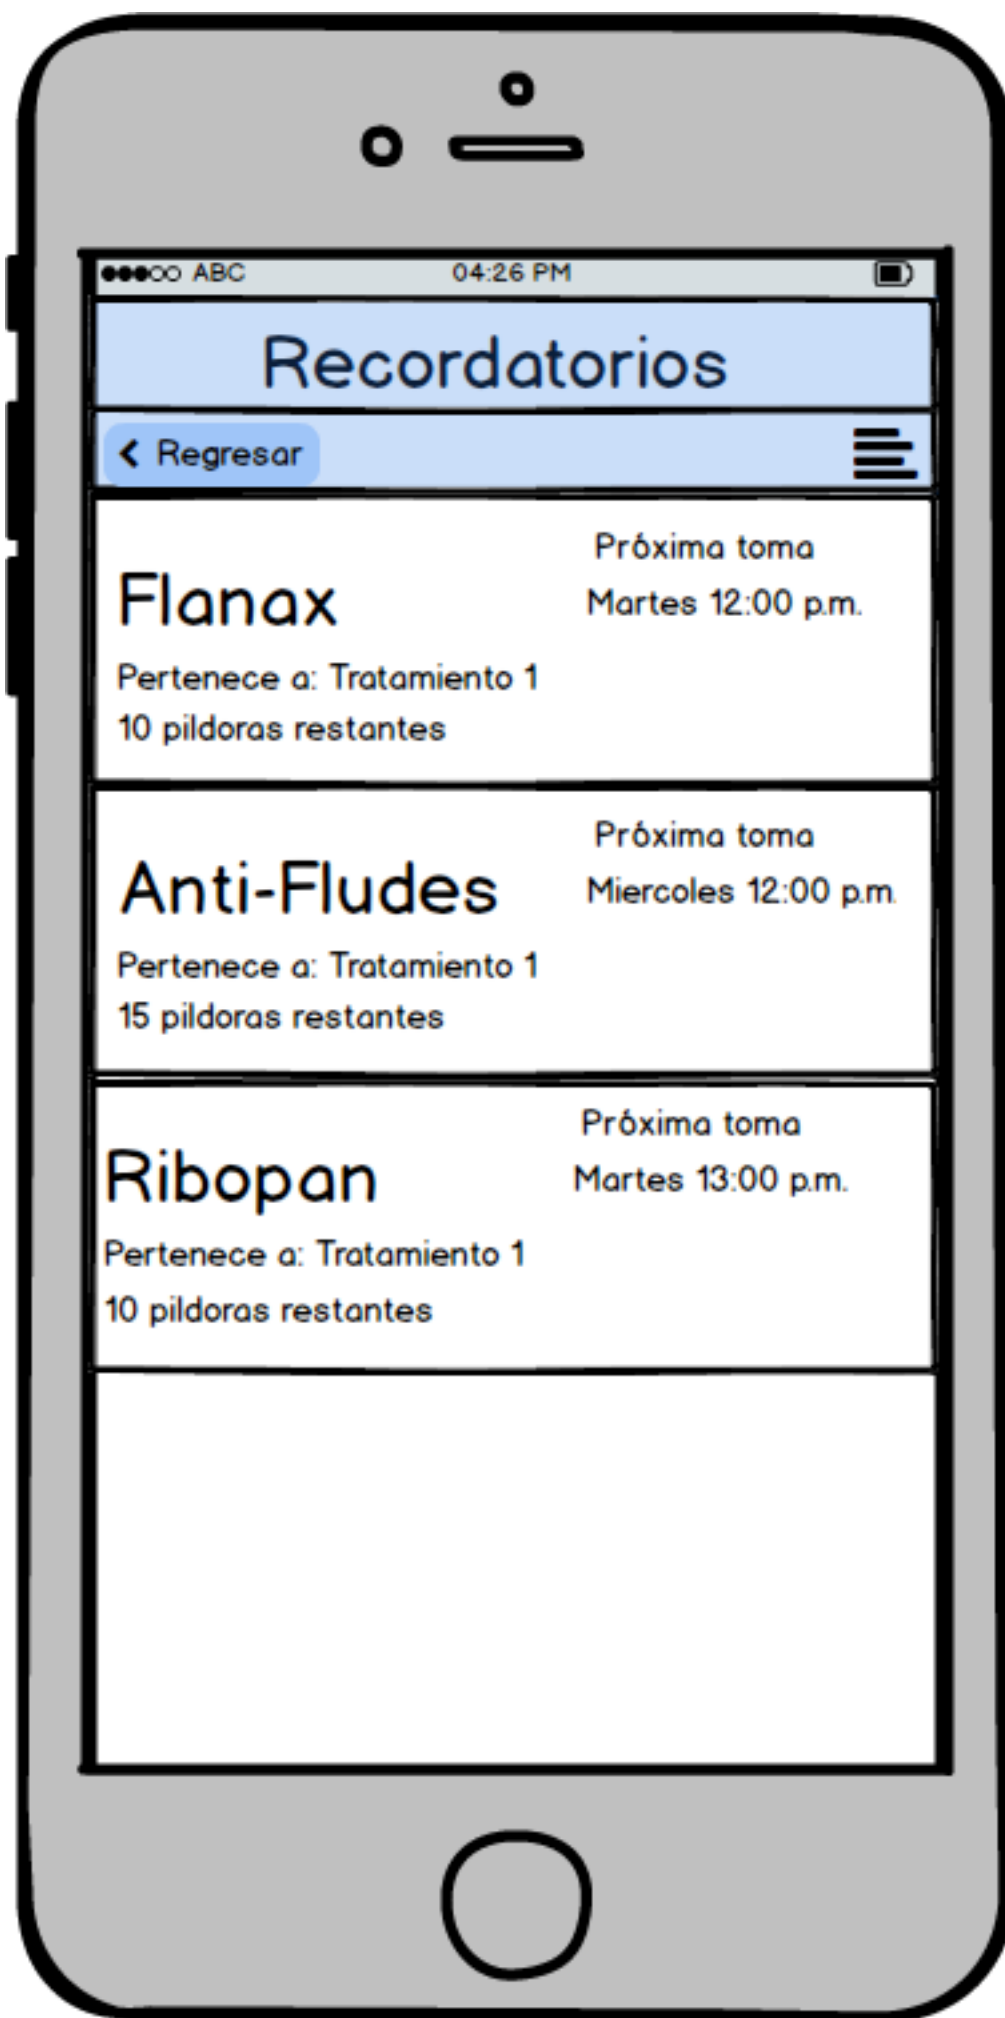 ABC 04:26 PM
Recordatorios
Regresar
Próxima toma
Flanax
Martes 12:00 p.m.
Pertenece a: Tratamiento 1
10 pildoras restantes
Próxima toma
Anti-Fludes
Miercoles 12:00 p.m.
Pertenece a: Tratamiento 1
15 pildoras restantes
Próxima toma
Ribopan
Martes 13:00 p.m.
Pertenece a: Tratamiento 1
10 pildoras restantes